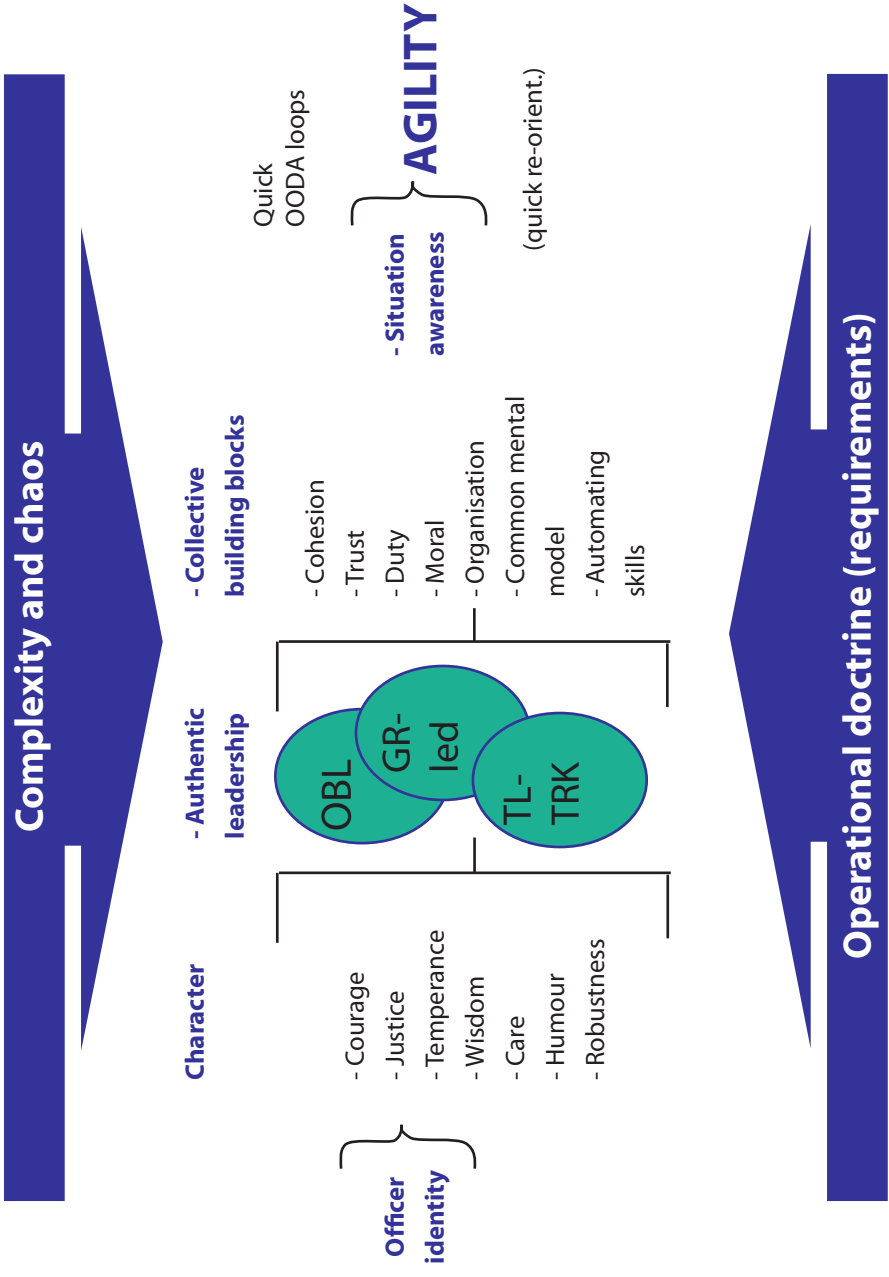 Complexity and chaos
Officer
identity
Character
- Courage
- Justice
- Temperance
- Wisdom
- Care
- Humour
- Robustness
- Authentic
leadership
OBL
GR-
led
TL-
TRK
- Collective
building blocks
- Cohesion
- Trust
- Duty
- Moral
- Organisation
- Common mental
model
- Automating
skills
- Situation
awareness
Quick
OODA loops
AGILITY
(quick re-orient.)
Operational doctrine (requirements)